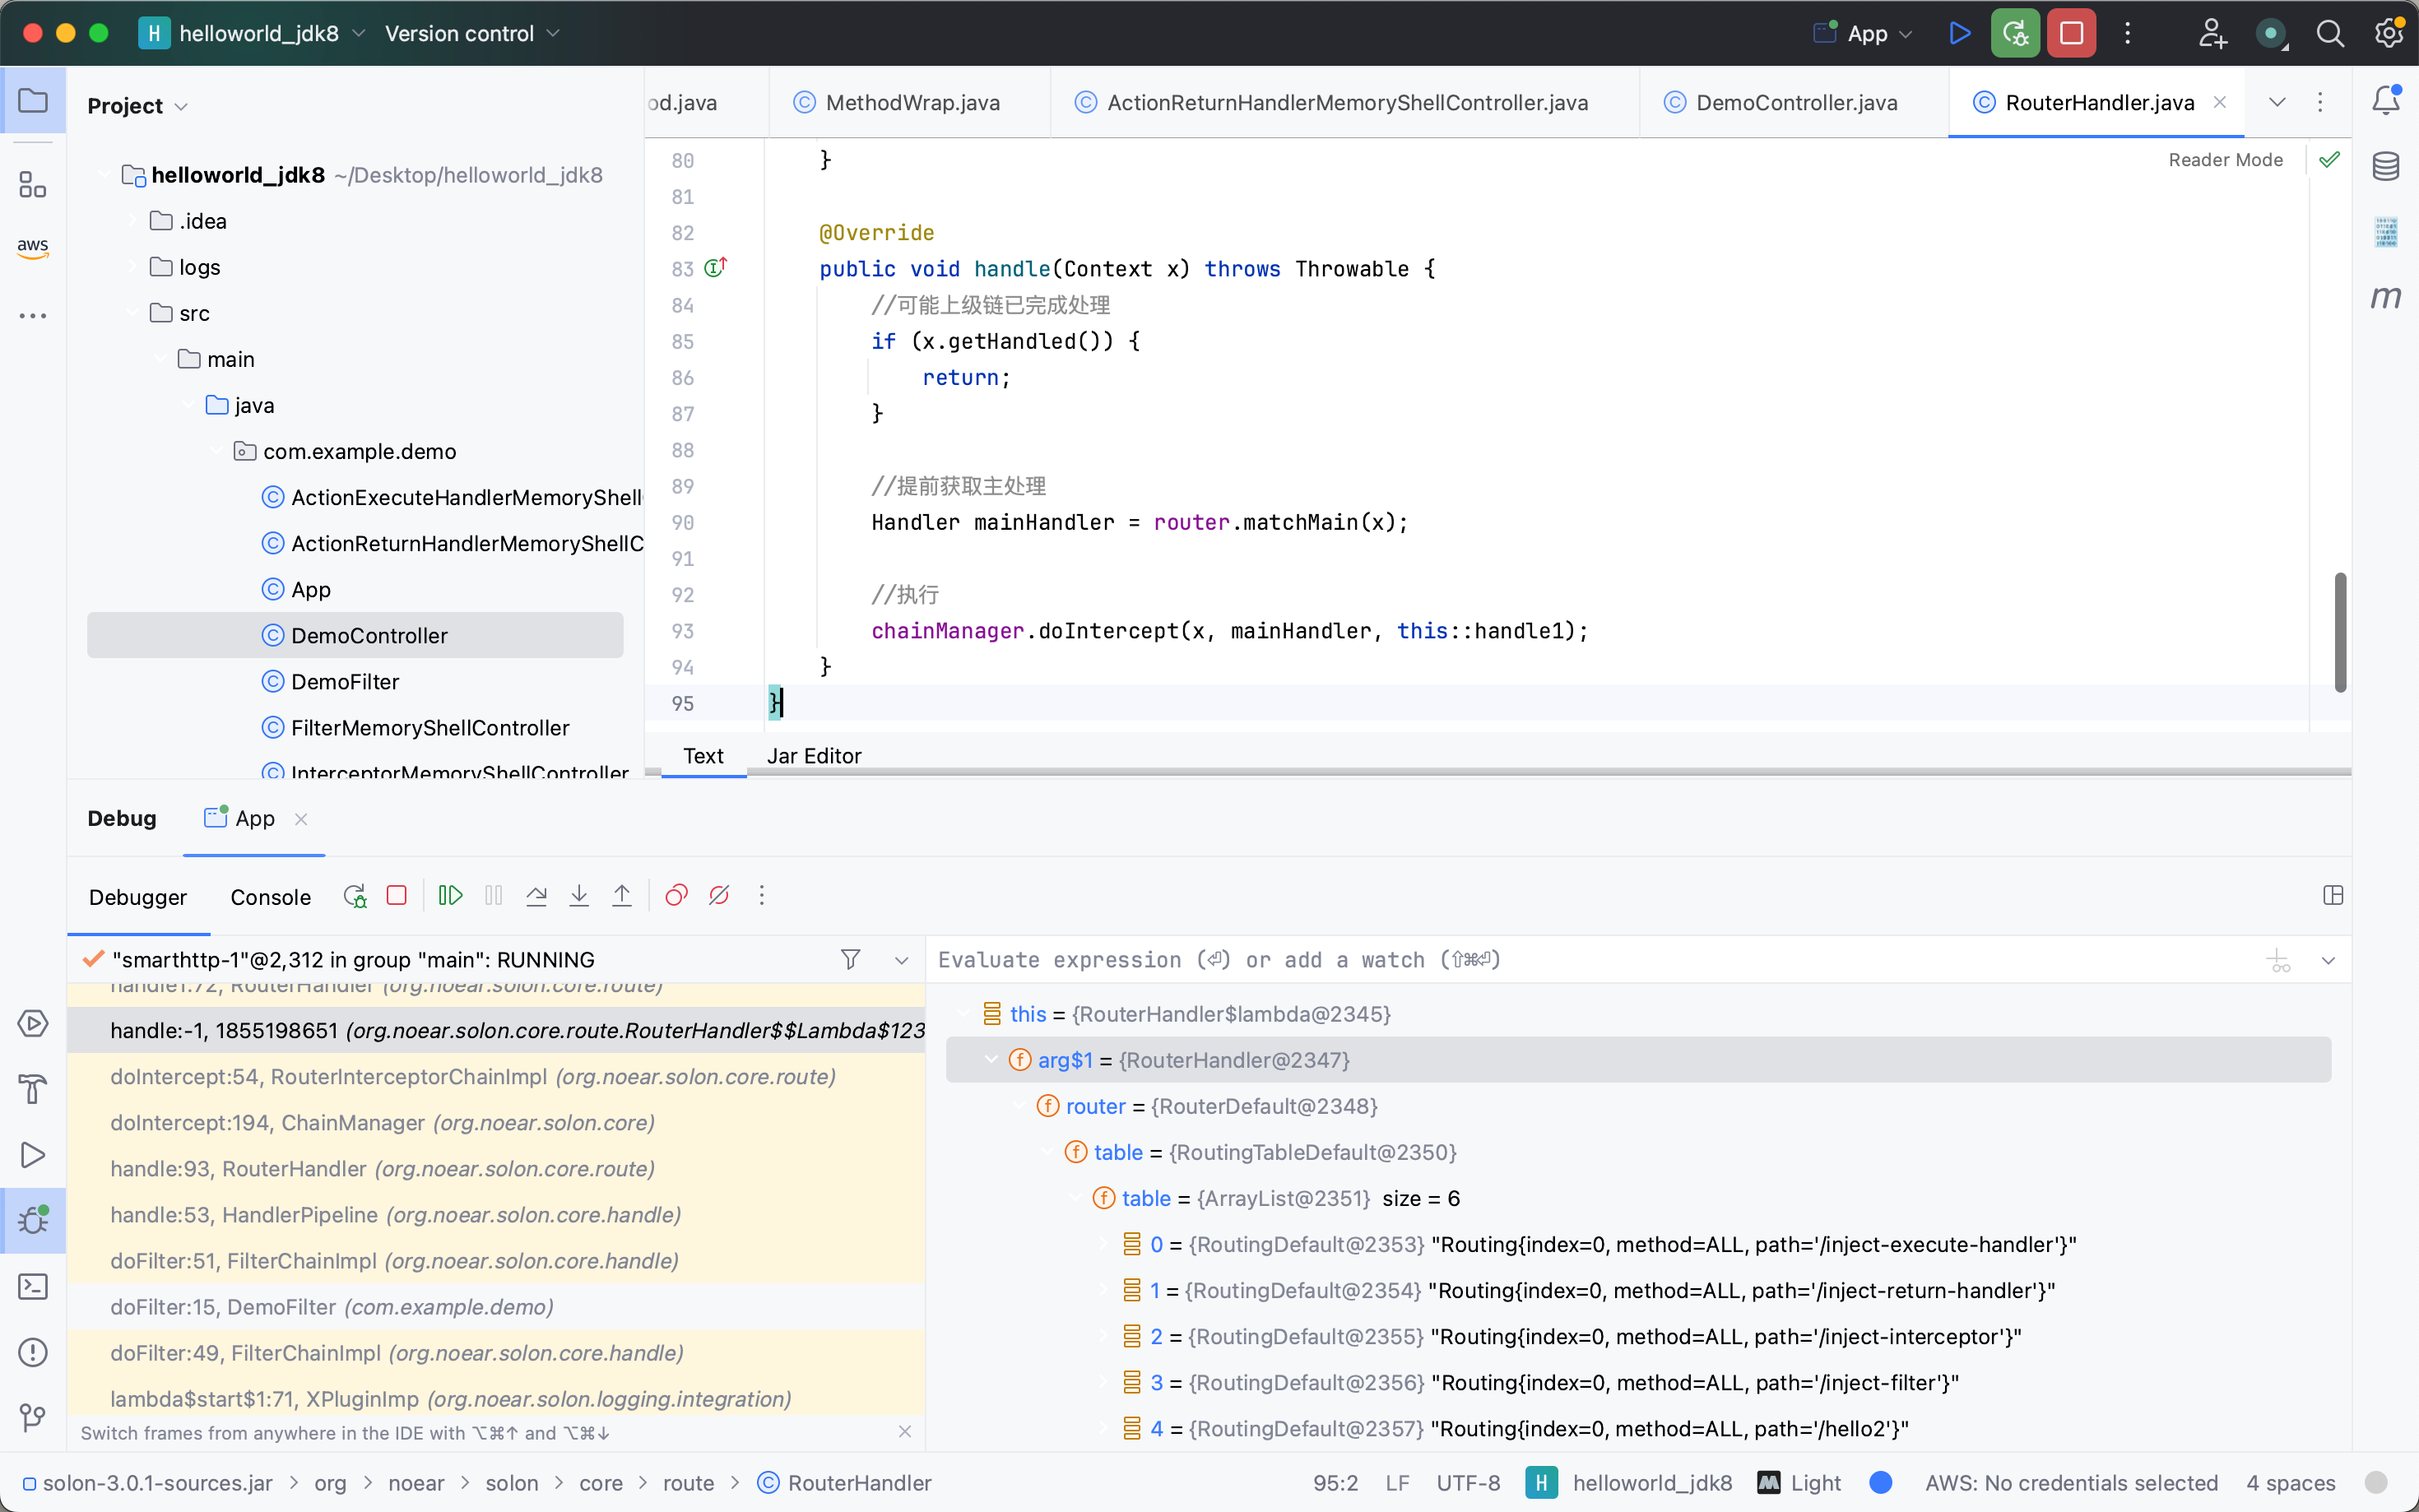 H helloworld_jdk8 Version control App
Project
od.java MethodWrap.java ActionReturnHandlerMemoryShellController.java DemoController.java RouterHandler.java
helloworld_jdk8 ~/Desktop/helloworld_jdk8
.idea
logs
src
main
java
com.example.demo
ActionExecuteHandlerMemoryShell
ActionReturnHandlerMemoryShellC
App
DemoController
DemoFilter
FilterMemoryShellController
InterceptorMemoryShellController
aws
m
Reader Mode
80 }
81
82 @Override
83 public void handle(Context x) throws Throwable {
84 //可能上级链已完成处理
85 if (x.getHandled()) {
86 return;
87 }
88
89 //提前获取主处理
90 Handler mainHandler = router.matchMain(x);
91
92 //执行
93 chainManager.doIntercept(x, mainHandler, this::handle1);
94 }
95 }
Text Jar Editor
Debug App
Debugger Console
"smarthttp-1"@2,312 in group "main": RUNNING
handle1:72, RouterHandler (org.noear.solon.core.route)
handle:-1, 1855198651 (org.noear.solon.core.route.RouterHandler$$Lambda$123
doIntercept:54, RouterInterceptorChainImpl (org.noear.solon.core.route)
doIntercept:194, ChainManager (org.noear.solon.core)
handle:93, RouterHandler (org.noear.solon.core.route)
handle:53, HandlerPipeline (org.noear.solon.core.handle)
doFilter:51, FilterChainImpl (org.noear.solon.core.handle)
doFilter:15, DemoFilter (com.example.demo)
doFilter:49, FilterChainImpl (org.noear.solon.core.handle)
lambda$start$1:71, XPluginImp (org.noear.solon.logging.integration)
Switch frames from anywhere in the IDE with ⌥⌘↑ and ⌥⌘↓
Evaluate expression (⏎) or add a watch (⇧⌘⏎)
this = {RouterHandler$lambda@2345}
arg$1 = {RouterHandler@2347}
router = {RouterDefault@2348}
table = {RoutingTableDefault@2350}
table = {ArrayList@2351} size = 6
0 = {RoutingDefault@2353} "Routing{index=0, method=ALL, path='/inject-execute-handler'}"
1 = {RoutingDefault@2354} "Routing{index=0, method=ALL, path='/inject-return-handler'}"
2 = {RoutingDefault@2355} "Routing{index=0, method=ALL, path='/inject-interceptor'}"
3 = {RoutingDefault@2356} "Routing{index=0, method=ALL, path='/inject-filter'}"
4 = {RoutingDefault@2357} "Routing{index=0, method=ALL, path='/hello2'}"
solon-3.0.1-sources.jar > org > noear > solon > core > route > RouterHandler 95:2 LF UTF-8 H helloworld_jdk8 Light AWS: No credentials selected 4 spaces